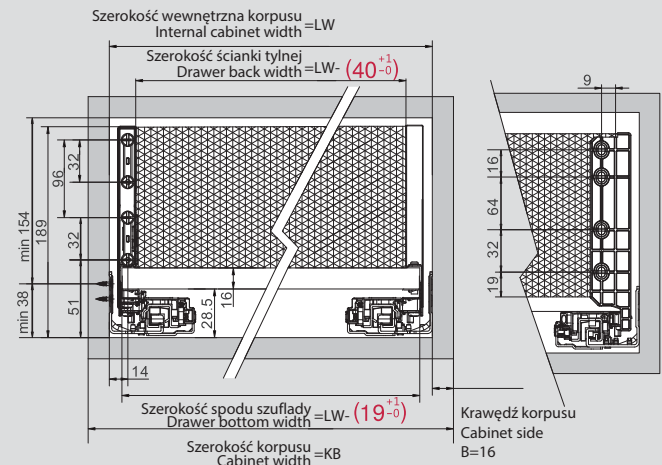 Szerokość wewnętrzna korpusu
Internal cabinet width =LW
Szerokość ścianki tylnej
Drawer back width =LW- (40 +1 -0)
9
32
96
32
min 154
189
min 38
51
28.5
16
14
16
64
32
19
Szerokość spodu szuflady
Drawer bottom width =LW- (19 +1 -0)
Szerokość korpusu
Cabinet width =KB
Krawędź korpusu
Cabinet side
B=16